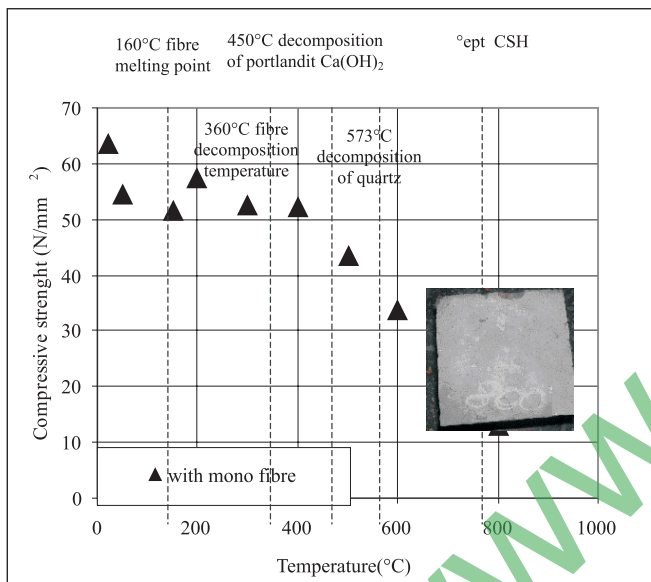 160°C fibre
melting point
450°C decomposition
of portlandit Ca(OH)2
°ept CSH
360°C fibre
decomposition
temperature
573°C
decomposition
of quartz
Compressive strenght (N/mm 2)
70
60
50
40
30
20
10
0
with mono fibre
0 200 400 600 800 1000
Temperature(°C)
WWW